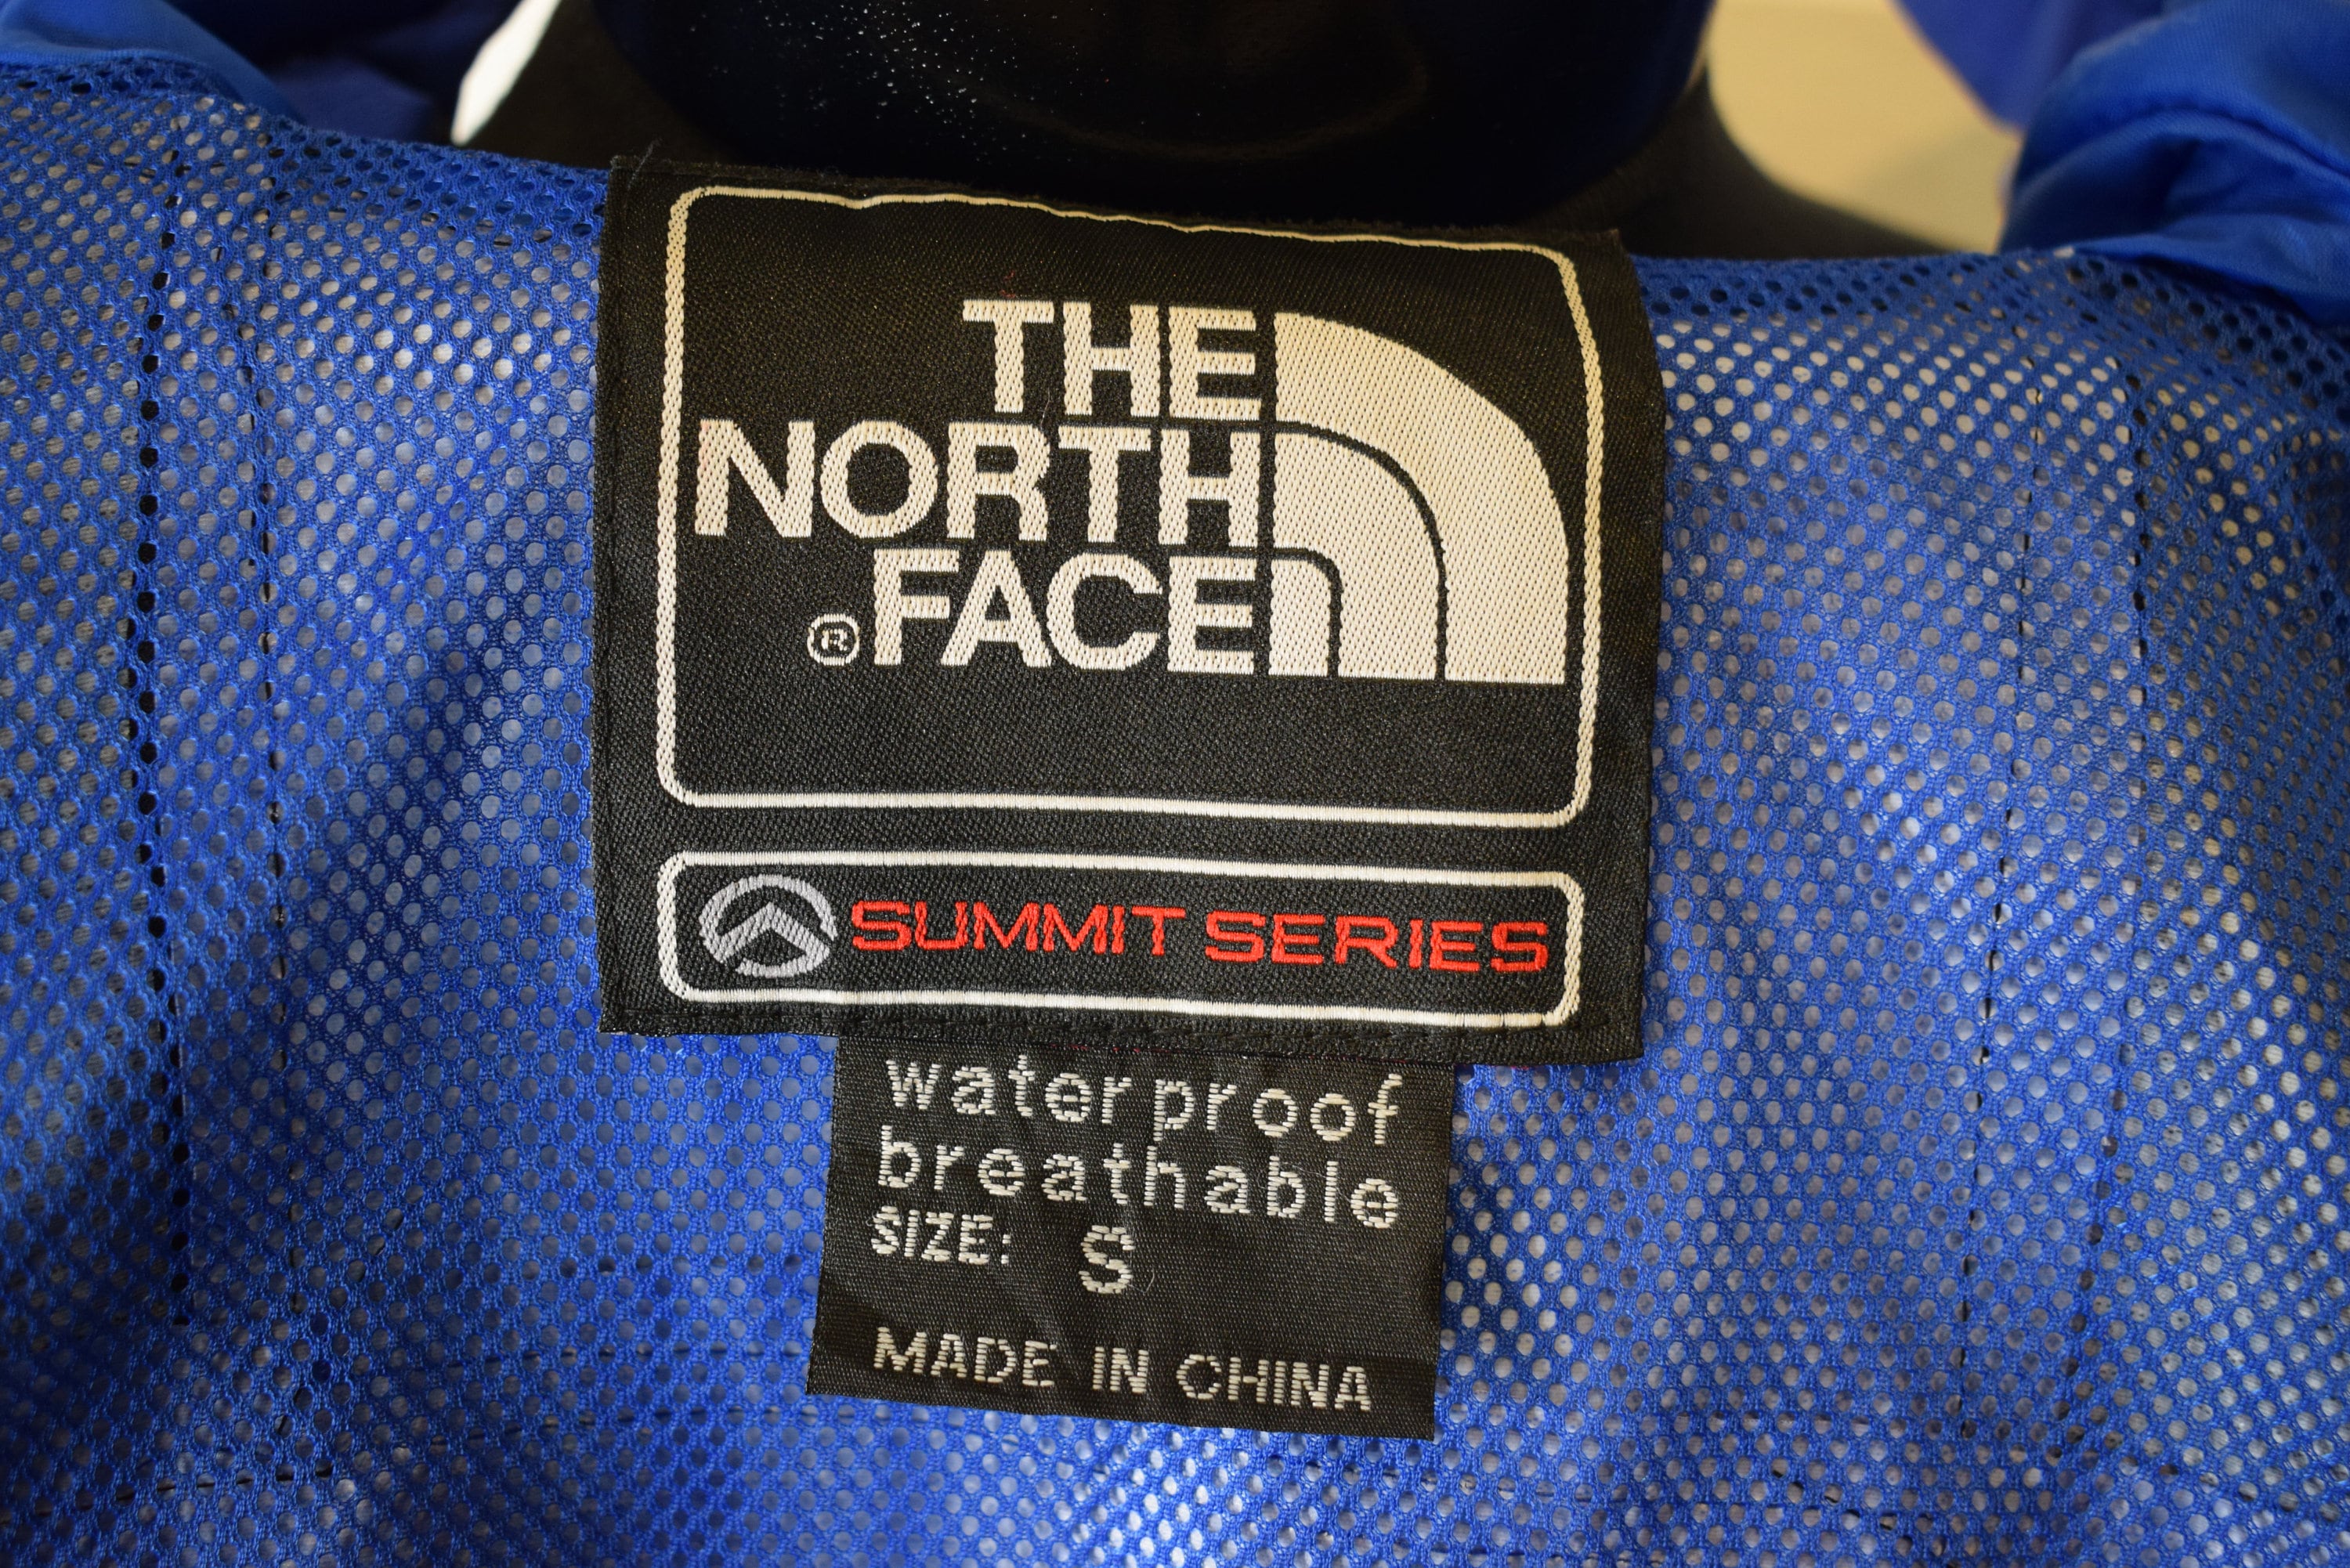 THE
NORTH
®FACE
SUMMIT SERIES
waterproof
breathable
SIZE: S
MADE IN CHINA